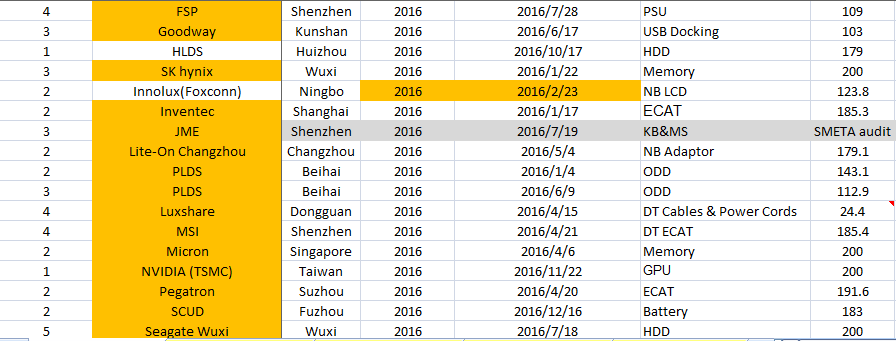 4 FSP Shenzhen 2016 2016/7/28 PSU 109
3 Goodway Kunshan 2016 2016/6/17 USB Docking 103
1 HLDS Huizhou 2016 2016/10/17 HDD 179
3 SK hynix Wuxi 2016 2016/1/22 Memory 200
2 Innolux(Foxconn) Ningbo 2016 2016/2/23 NB LCD 123.8
2 Inventec Shanghai 2016 2016/1/17 ECAT 185.3
3 JME Shenzhen 2016 2016/7/19 KB&MS SMETA audit
2 Lite-On Changzhou Changzhou 2016 2016/5/4 NB Adaptor 179.1
2 PLDS Beihai 2016 2016/1/4 ODD 143.1
3 PLDS Beihai 2016 2016/6/9 ODD 112.9
4 Luxshare Dongguan 2016 2016/4/15 DT Cables & Power Cords 24.4
4 MSI Shenzhen 2016 2016/4/21 DT ECAT 185.4
2 Micron Singapore 2016 2016/4/6 Memory 200
1 NVIDIA (TSMC) Taiwan 2016 2016/11/22 GPU 200
2 Pegatron Suzhou 2016 2016/4/20 ECAT 191.6
2 SCUD Fuzhou 2016 2016/12/16 Battery 183
5 Seagate Wuxi Wuxi 2016 2016/7/18 HDD 200